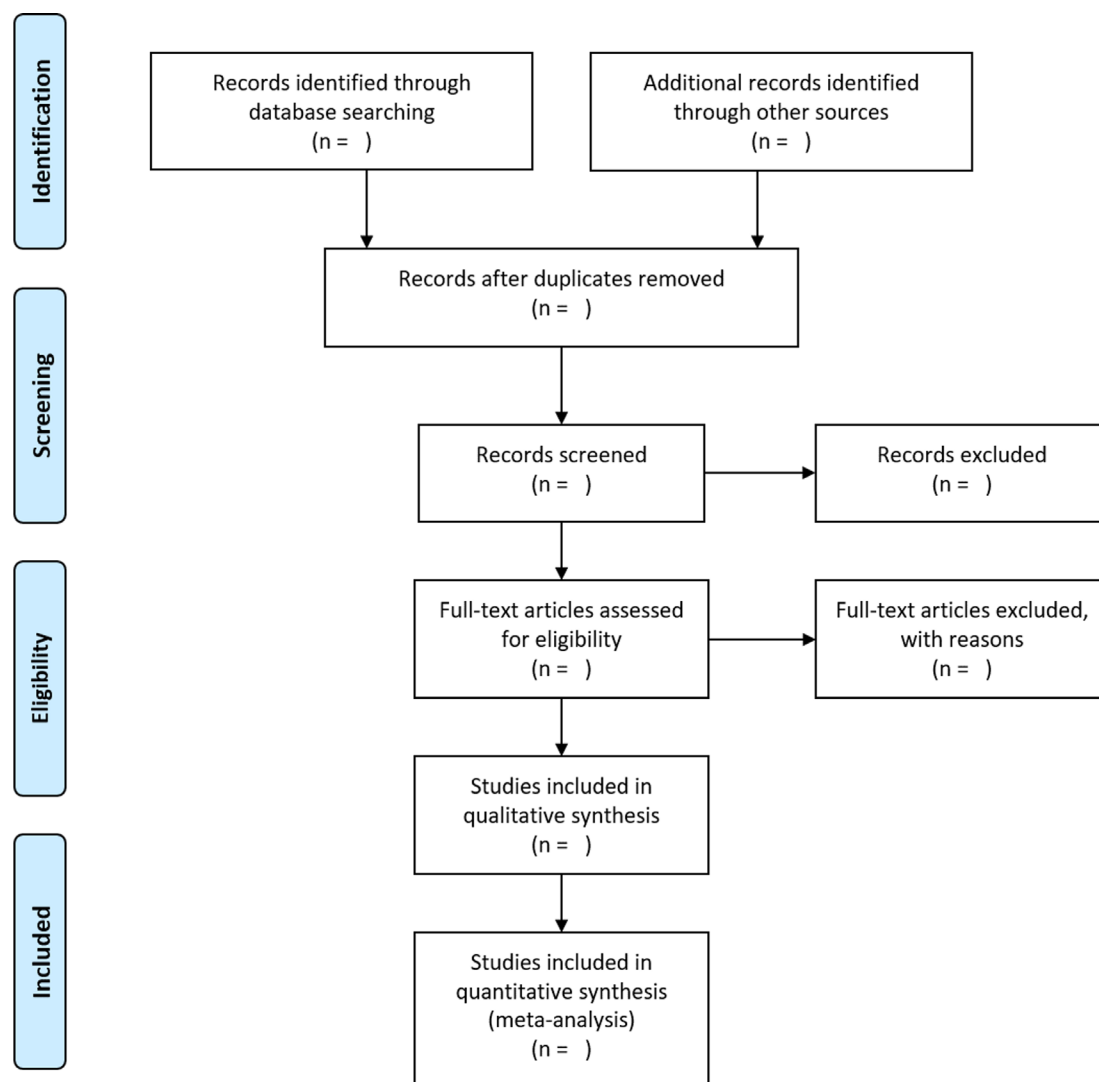 Identification
Records identified through
database searching
(n =   )
Additional records identified
through other sources
(n =   )
Records after duplicates removed
(n =   )
Screening
Records screened
(n =   )
Records excluded
(n =   )
Eligibility
Full-text articles assessed
for eligibility
(n =   )
Full-text articles excluded,
with reasons
(n =   )
Studies included in
qualitative synthesis
(n =   )
Included
Studies included in
quantitative synthesis
(meta-analysis)
(n =   )